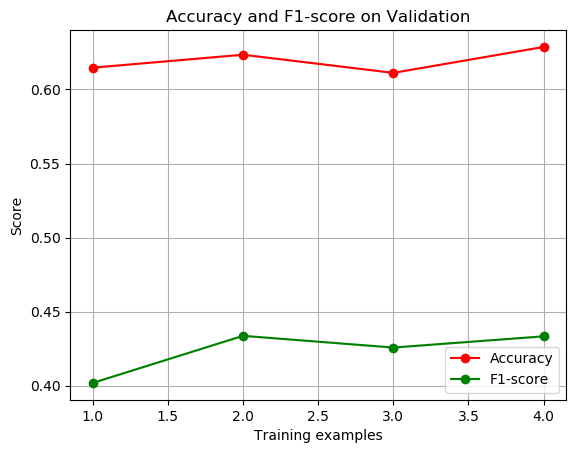 Accuracy and F1-score on Validation
Score
0.60
0.55
0.50
0.45
0.40
Accuracy
F1-score
1.0 1.5 2.0 2.5 3.0 3.5 4.0
Training examples